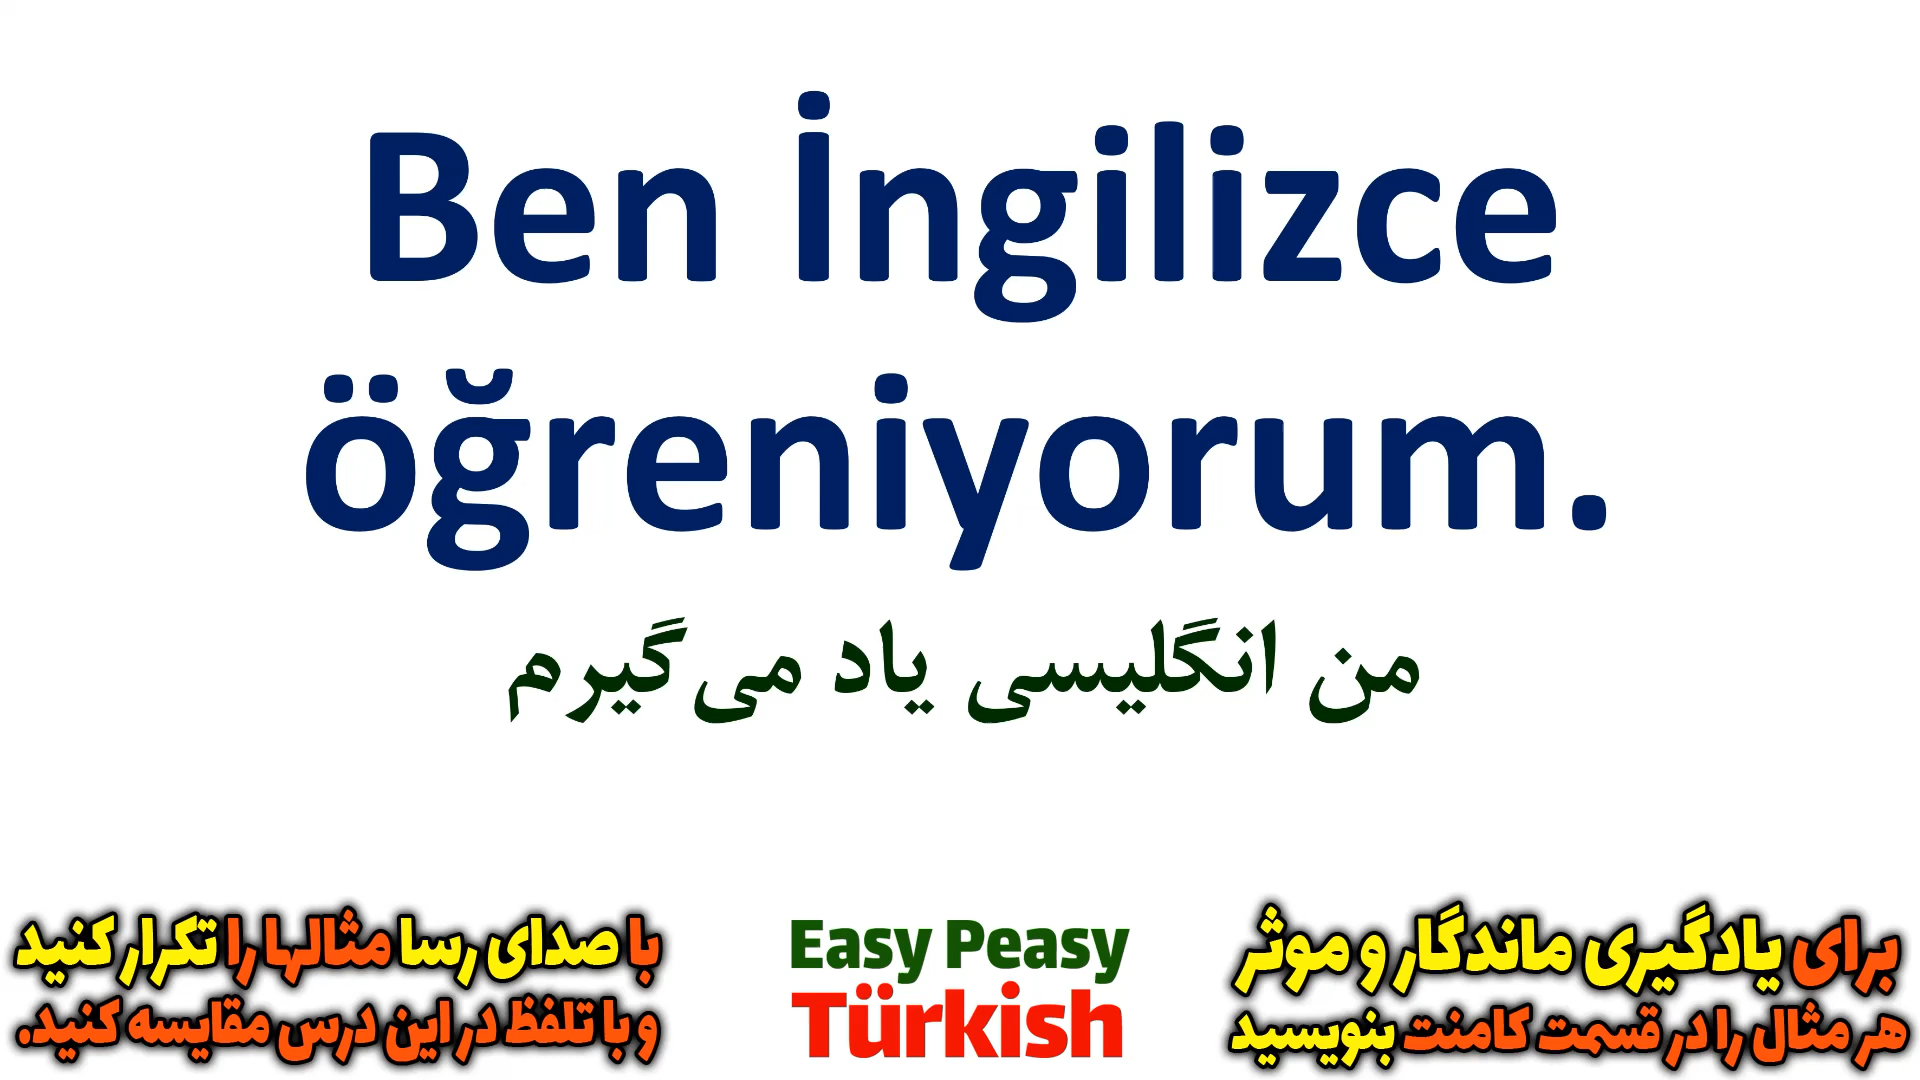 Ben İngilizce
öğreniyorum.
من انگلیسی یاد می‌گیرم
برای یادگیری ماندگار و موثر
هر مثال را در قسمت کامنت بنویسید
Easy Peasy
Türkish
با صدای رسا مثالها را تکرار کنید
و با تلفظ در این درس مقایسه کنید.